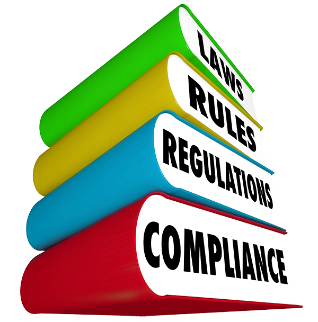 LAWS
RULES
REGULATIONS
COMPLIANCE